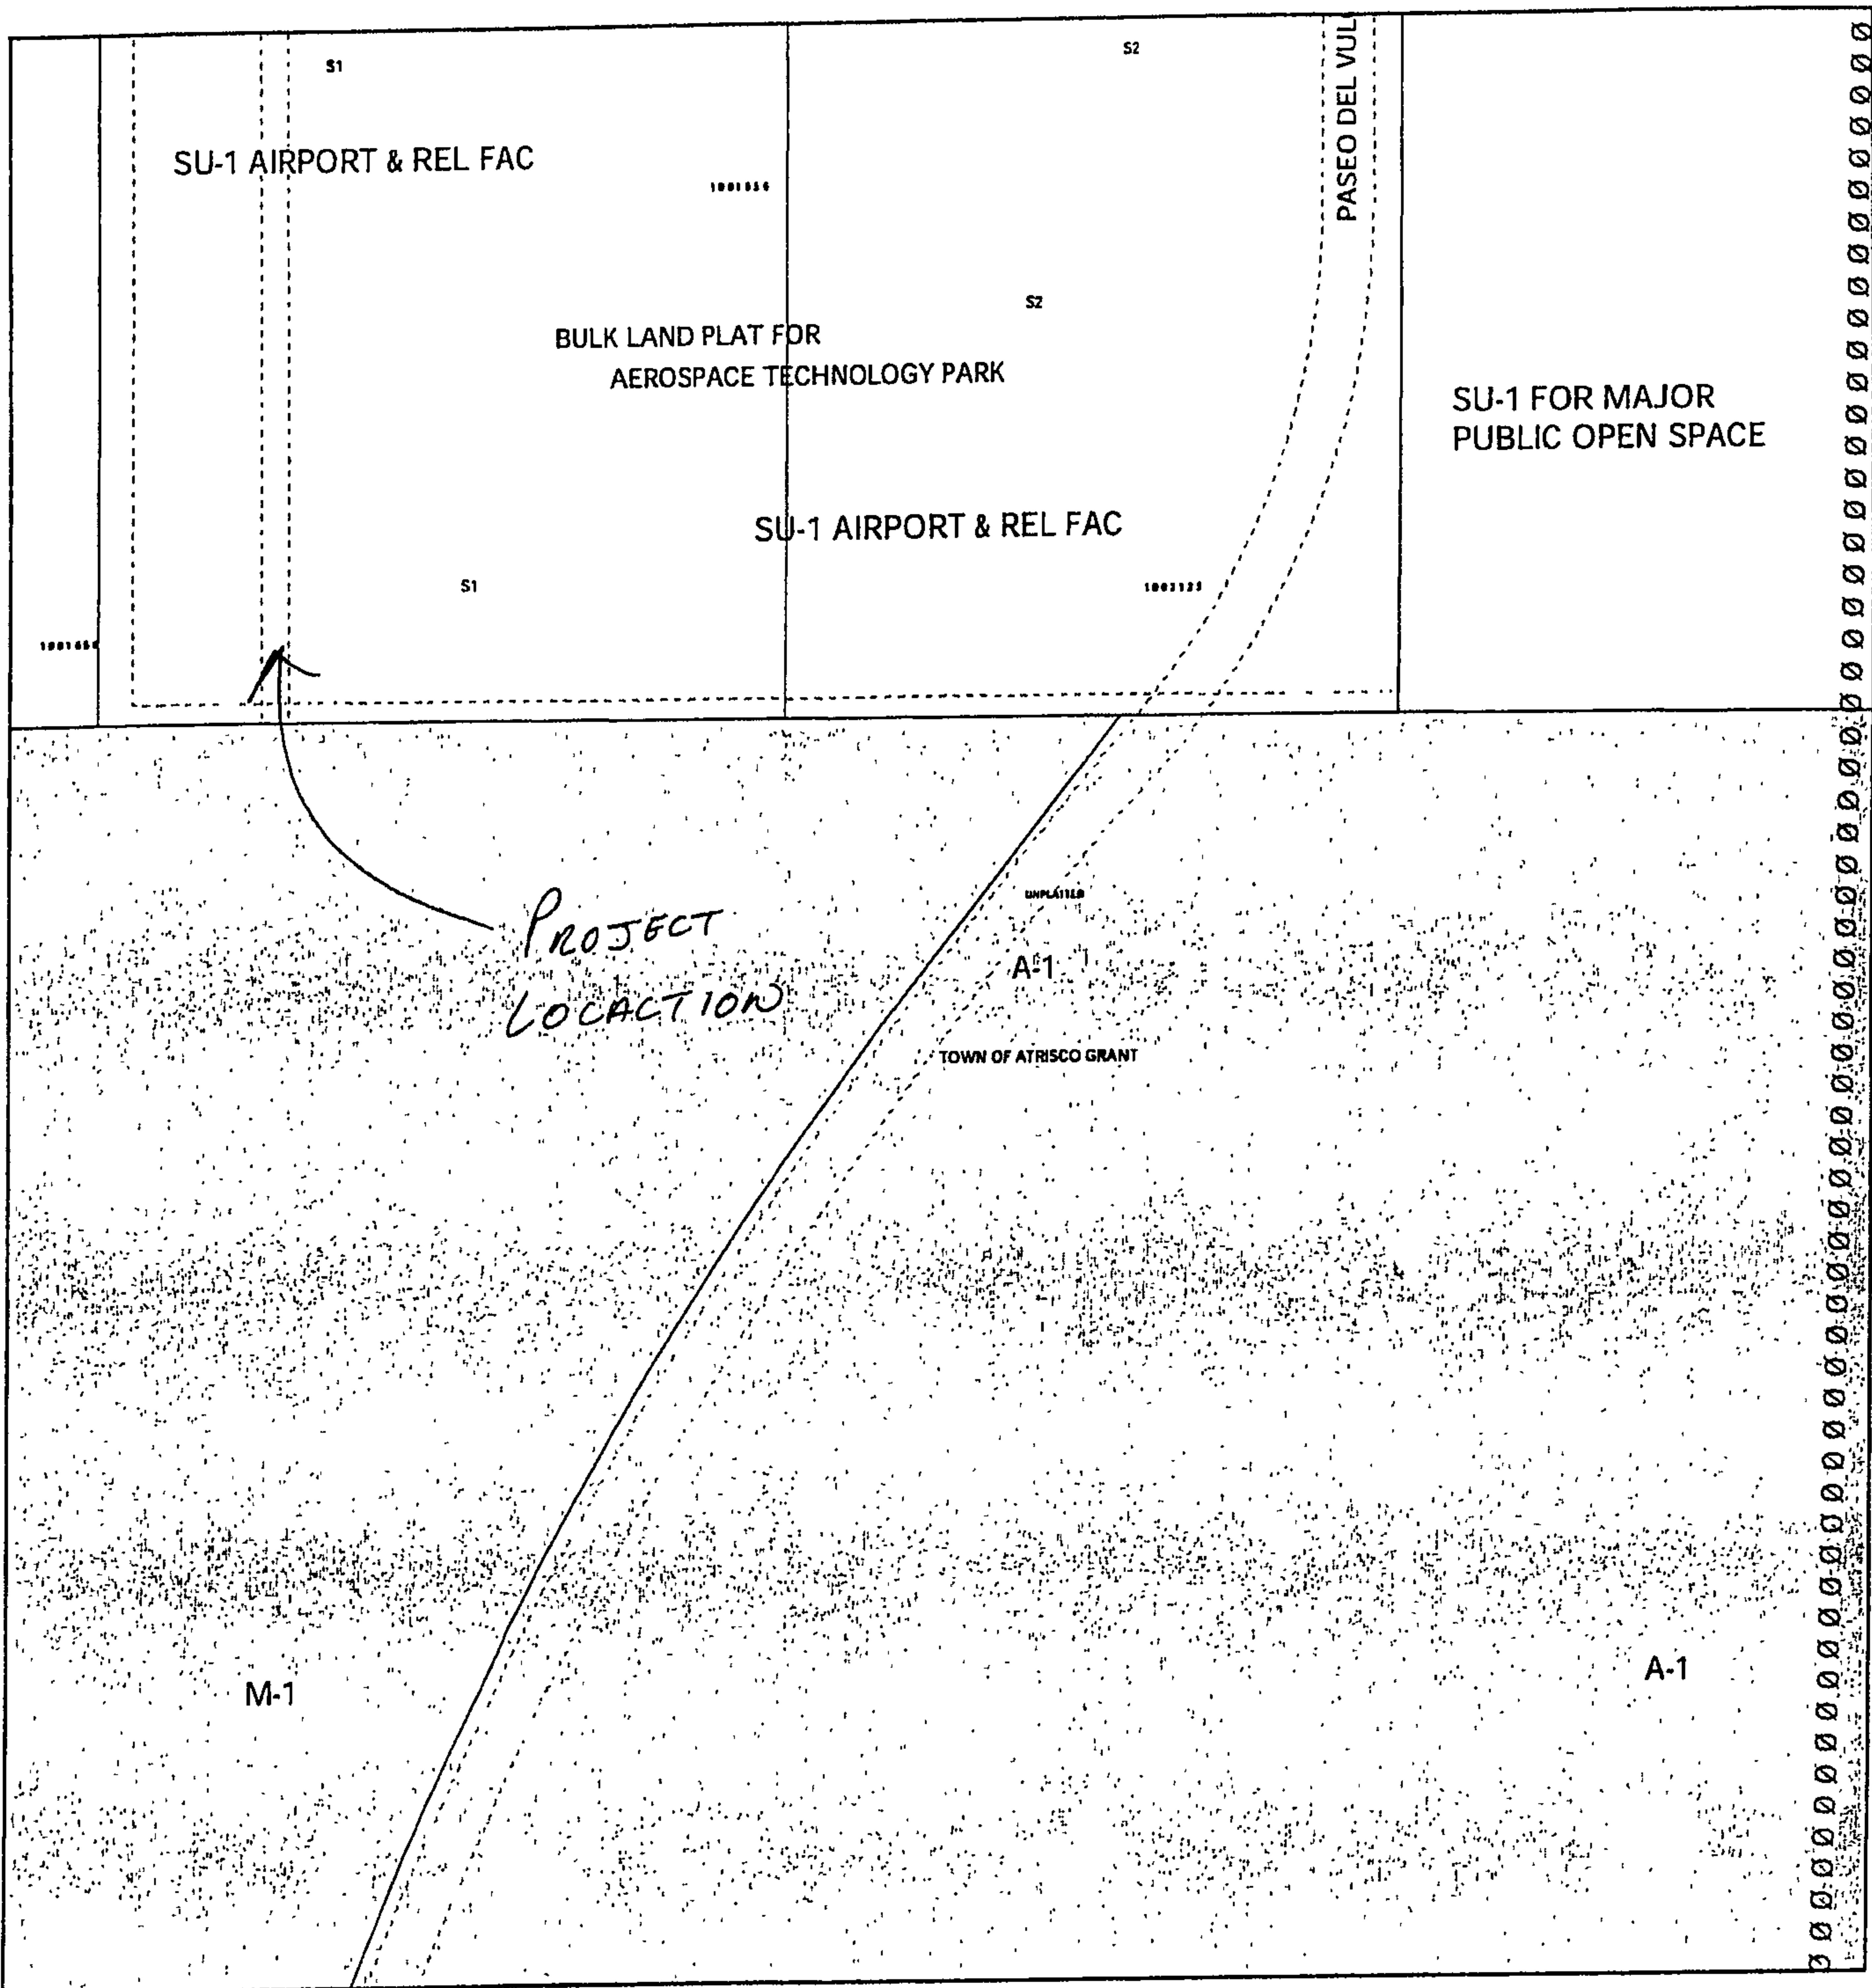 S1
S2
PASEO DEL VUL
SU-1 AIRPORT & REL FAC
1001656
S2
BULK LAND PLAT FOR
AEROSPACE TECHNOLOGY PARK
SU-1 FOR MAJOR
PUBLIC OPEN SPACE
SU-1 AIRPORT & REL FAC
S1
1003123
UNPLATTED
PROJECT
LOCACTION
A-1
TOWN OF ATRISCO GRANT
A-1
M-1